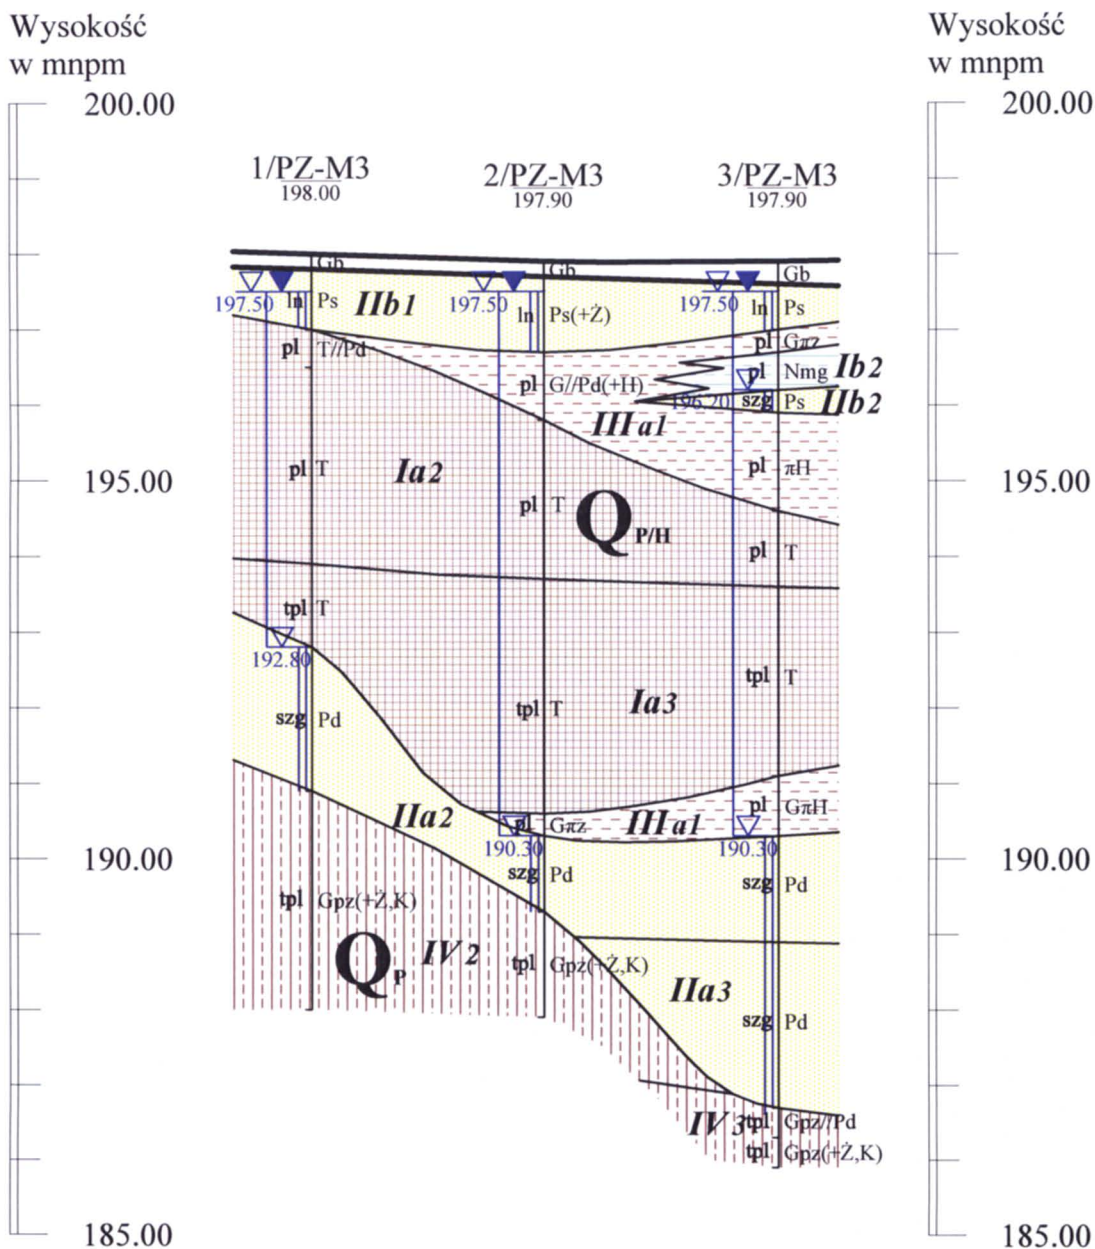 Wysokość
w mnpm
Wysokość
w mnpm
200.00
200.00
1/PZ-M3
198.00
2/PZ-M3
197.90
3/PZ-M3
197.90
Gb
Gb
Gb
197.50
ln Ps
IIb1
197.50
ln Ps(+Ż)
197.50
ln Ps
pl T//Pd
pl Gπz
pl Nmg
Ib2
pl G//Pd(+H)
196.20
szg Ps
IIb2
IIIa1
195.00
pl T
Ia2
pl T
Q P/H
pl πH
195.00
pl T
tpl T
192.80
szg Pd
tpl T
Ia3
tpl T
IIa2
pl Gπz
IIIa1
pl GπH
190.00
190.30
szg Pd
190.30
szg Pd
190.00
tpl Gpz(+Ż,K)
Q P
IV2
tpl Gpz(+Ż,K)
IIa3
szg Pd
IV3
tpl Gpz//Pd
tpl Gpz(+Ż,K)
185.00
185.00